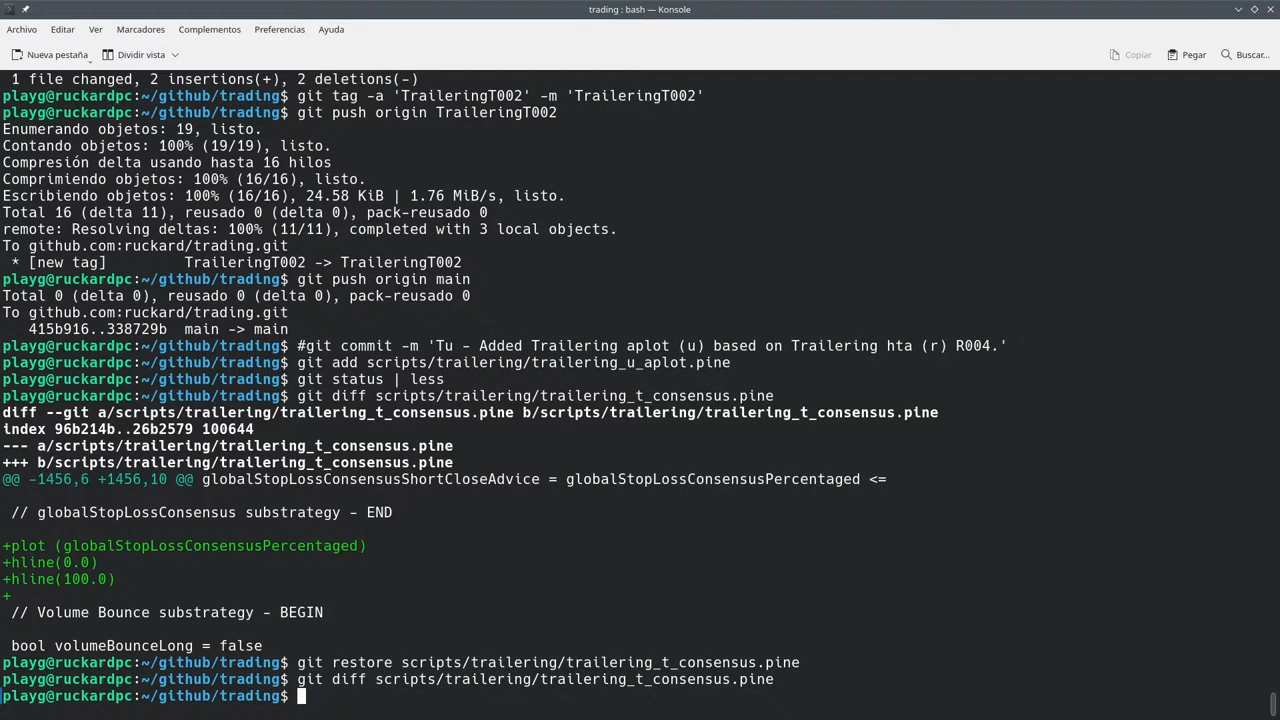 trading : bash — Konsole
Archivo Editar Ver Marcadores Complementos Preferencias Ayuda
Nueva pestaña Dividir vista Copiar Pegar Buscar...
1 file changed, 2 insertions(+), 2 deletions(-)
playg@ruckardpc:~/github/trading$ git tag -a 'TraileringT002' -m 'TraileringT002'
playg@ruckardpc:~/github/trading$ git push origin TraileringT002
Enumerando objetos: 19, listo.
Contando objetos: 100% (19/19), listo.
Compresión delta usando hasta 16 hilos
Comprimiendo objetos: 100% (16/16), listo.
Escribiendo objetos: 100% (16/16), 24.58 KiB | 1.76 MiB/s, listo.
Total 16 (delta 11), reusado 0 (delta 0), pack-reusado 0
remote: Resolving deltas: 100% (11/11), completed with 3 local objects.
To github.com:ruckard/trading.git
 * [new tag]         TraileringT002 -> TraileringT002
playg@ruckardpc:~/github/trading$ git push origin main
Total 0 (delta 0), reusado 0 (delta 0), pack-reusado 0
To github.com:ruckard/trading.git
   415b916..338729b  main -> main
playg@ruckardpc:~/github/trading$ #git commit -m 'Tu - Added Trailering aplot (u) based on Trailering hta (r) R004.'
playg@ruckardpc:~/github/trading$ git add scripts/trailering/trailering_u_aplot.pine
playg@ruckardpc:~/github/trading$ git status | less
playg@ruckardpc:~/github/trading$ git diff scripts/trailering/trailering_t_consensus.pine
diff --git a/scripts/trailering/trailering_t_consensus.pine b/scripts/trailering/trailering_t_consensus.pine
index 96b214b..26b2579 100644
--- a/scripts/trailering/trailering_t_consensus.pine
+++ b/scripts/trailering/trailering_t_consensus.pine
@@ -1456,6 +1456,10 @@ globalStopLossConsensusShortCloseAdvice = globalStopLossConsensusPercentaged <=
 // globalStopLossConsensus substrategy - END
+plot (globalStopLossConsensusPercentaged)
+hline(0.0)
+hline(100.0)
+
 // Volume Bounce substrategy - BEGIN
 bool volumeBounceLong = false
playg@ruckardpc:~/github/trading$ git restore scripts/trailering/trailering_t_consensus.pine
playg@ruckardpc:~/github/trading$ git diff scripts/trailering/trailering_t_consensus.pine
playg@ruckardpc:~/github/trading$